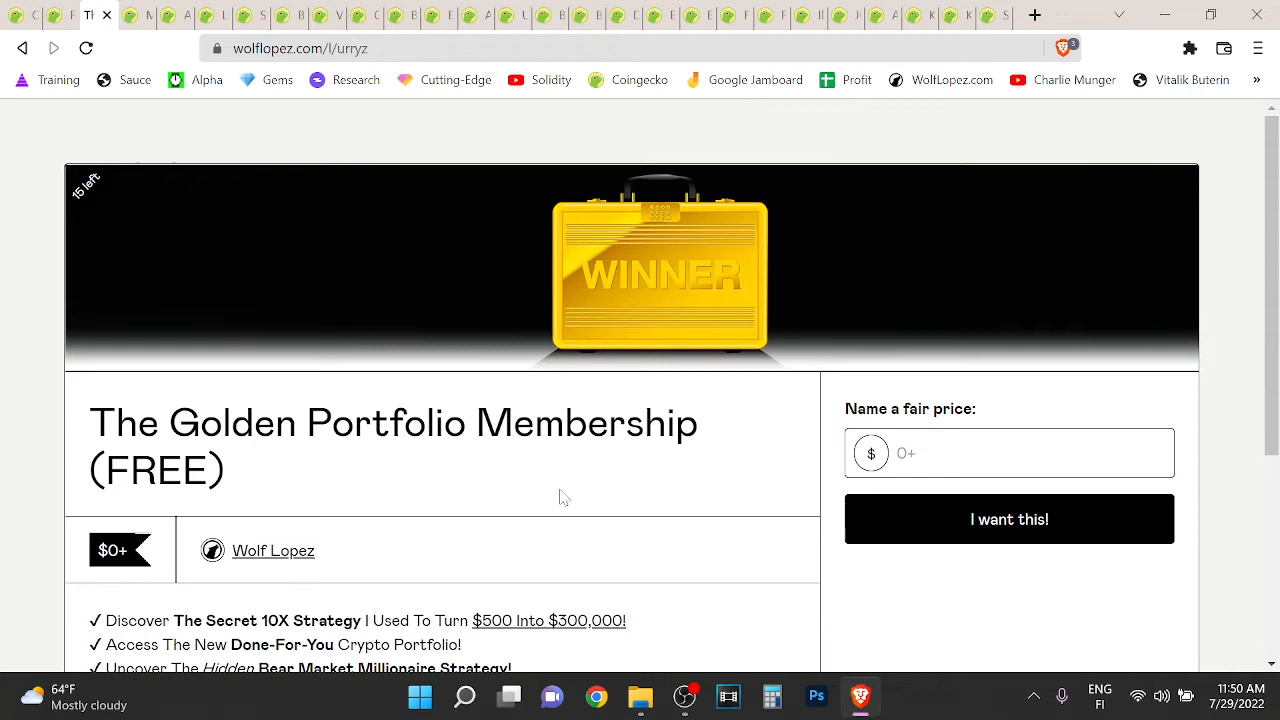 wolflopez.com/l/urryz
3
Training
Sauce
Alpha
Gems
Research
Cutting-Edge
Solidity
Coingecko
Google Jamboard
Profit
WolfLopez.com
Charlie Munger
Vitalik Buterin
»
15 left
WINNER
The Golden Portfolio Membership
(FREE)
Name a fair price:
$ 0+
I want this!
$0+
Wolf Lopez
✓ Discover The Secret 10X Strategy I Used To Turn $500 Into $300,000!
✓ Access The New Done-For-You Crypto Portfolio!
✓ Uncover The Hidden Bear Market Millionaire Strategy!
64°F
Mostly cloudy
Ps
ENG
FI
11:50 AM
7/29/2022